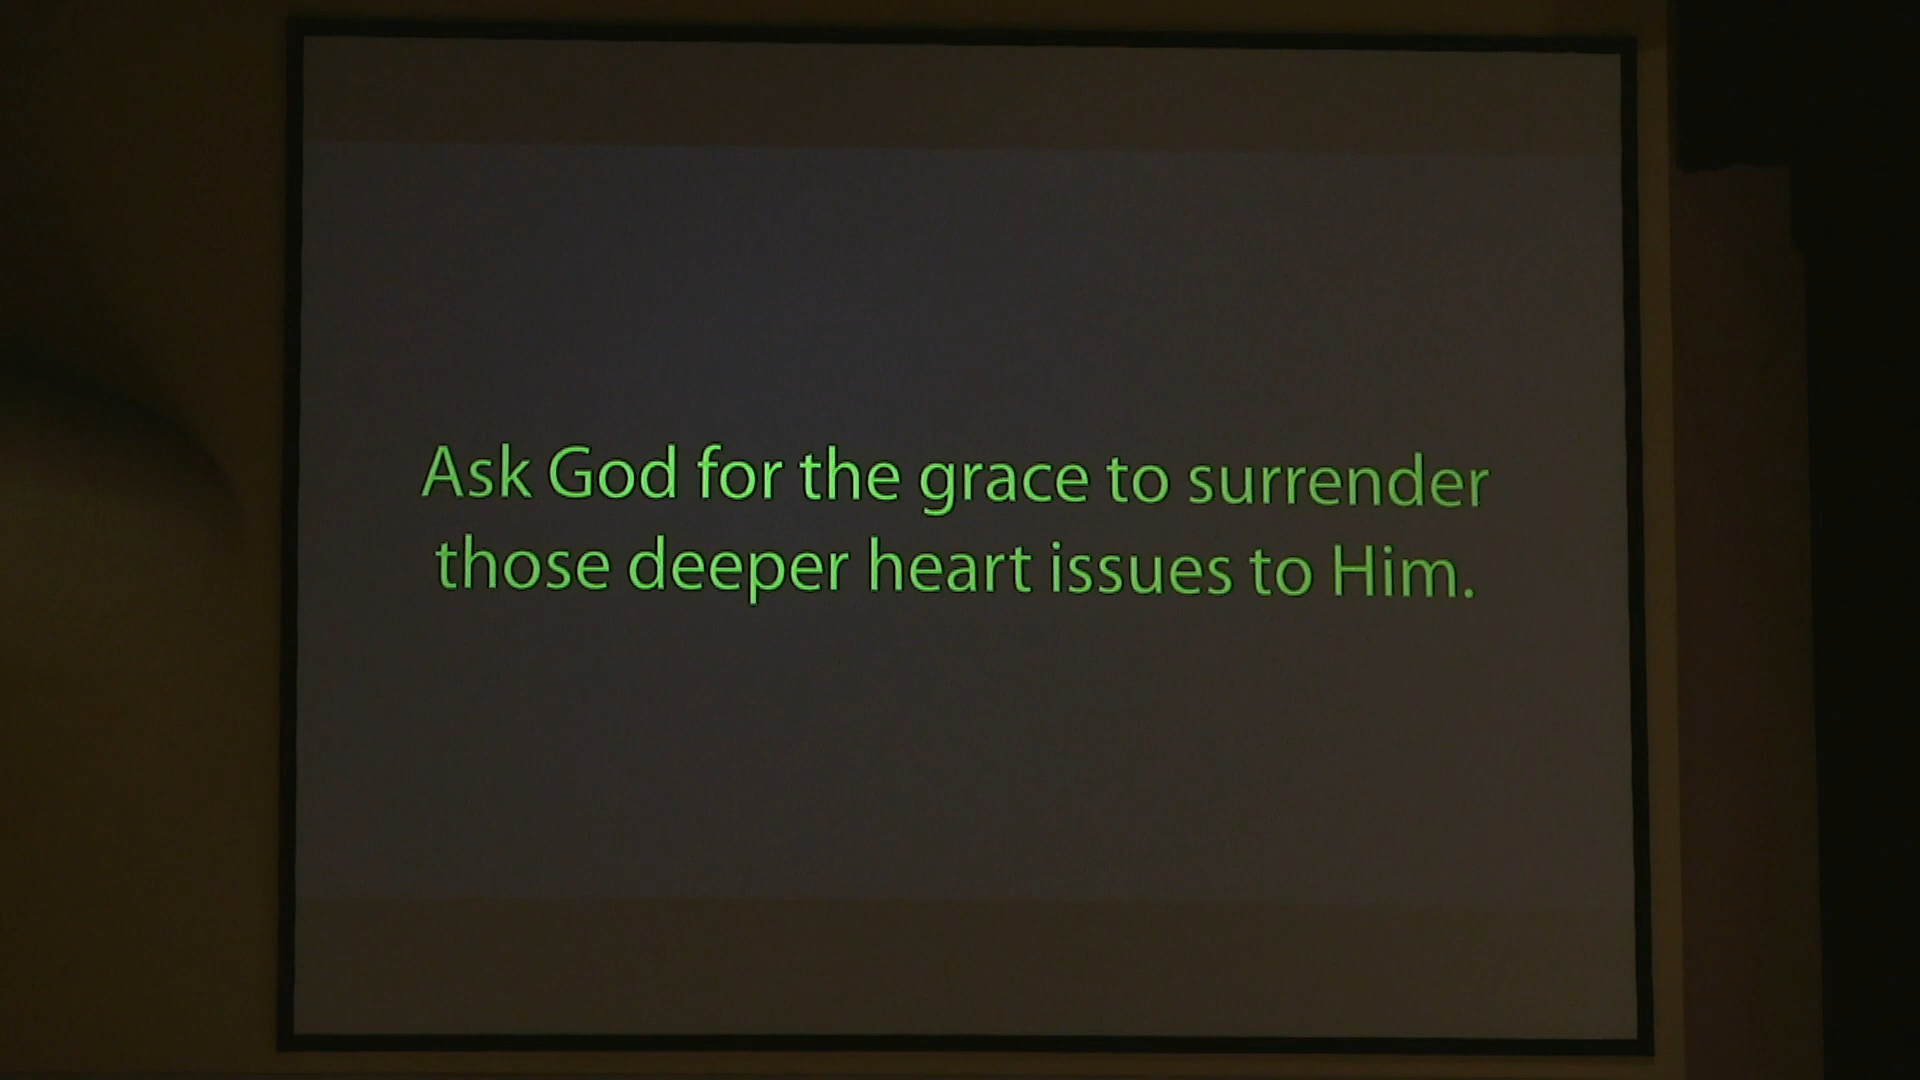 Ask God for the grace to surrender
those deeper heart issues to Him.